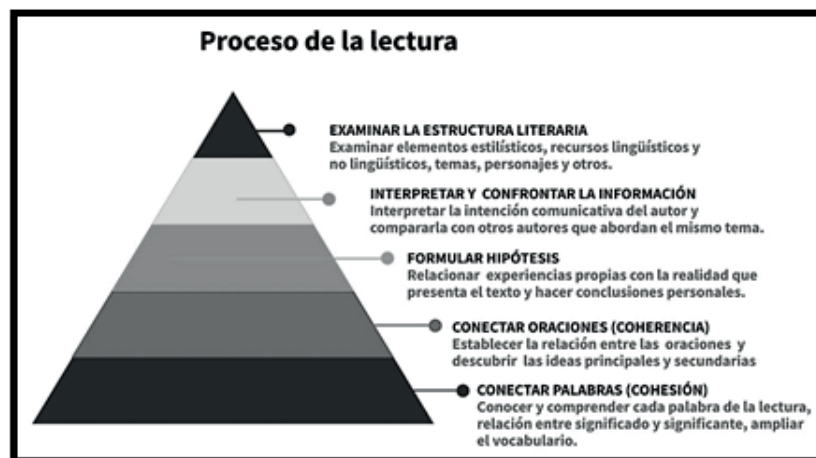 Proceso de la lectura
EXAMINAR LA ESTRUCTURA LITERARIA
Examinar elementos estilísticos, recursos lingüísticos y
no lingüísticos, temas, personajes y otros.
INTERPRETAR Y CONFRONTAR LA INFORMACIÓN
Interpretar la intención comunicativa del autor y
compararla con otros autores que abordan el mismo tema.
FORMULAR HIPÓTESIS
Relacionar experiencias propias con la realidad que
presenta el texto y hacer conclusiones personales.
CONECTAR ORACIONES (COHERENCIA)
Establecer la relación entre las oraciones y
descubrir las ideas principales y secundarias
CONECTAR PALABRAS (COHESIÓN)
Conocer y comprender cada palabra de la lectura,
relación entre significado y significante, ampliar
el vocabulario.